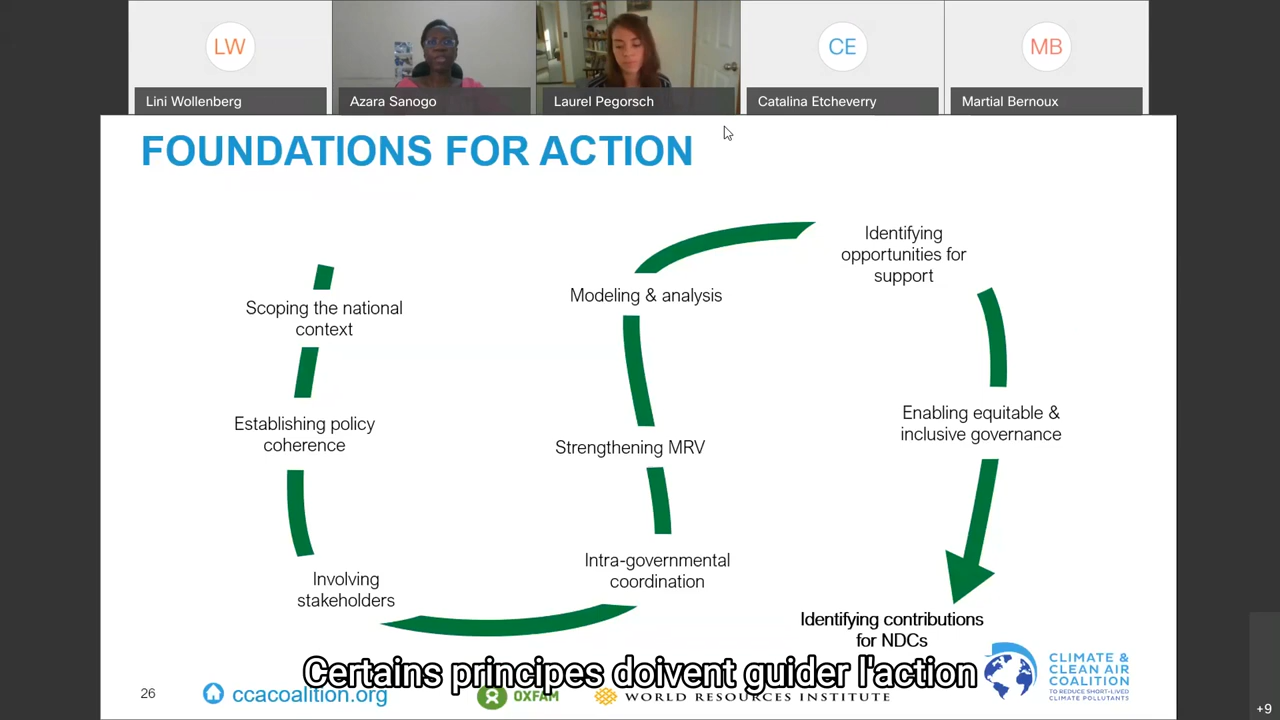 LW
CE
MB
Lini Wollenberg
Azara Sanogo
Laurel Pegorsch
Catalina Etcheverry
Martial Bernoux
FOUNDATIONS FOR ACTION
Scoping the national
context
Establishing policy
coherence
Involving
stakeholders
Intra-governmental
coordination
Strengthening MRV
Modeling & analysis
Identifying
opportunities for
support
Enabling equitable &
inclusive governance
Identifying contributions
for NDCs
Certains principes doivent guider l'action
26
ccacoalition.org
OXFAM
WORLD RESOURCES INSTITUTE
CLIMATE &
CLEAN AIR
COALITION
TO REDUCE SHORT-LIVED
CLIMATE POLLUTANTS
+9